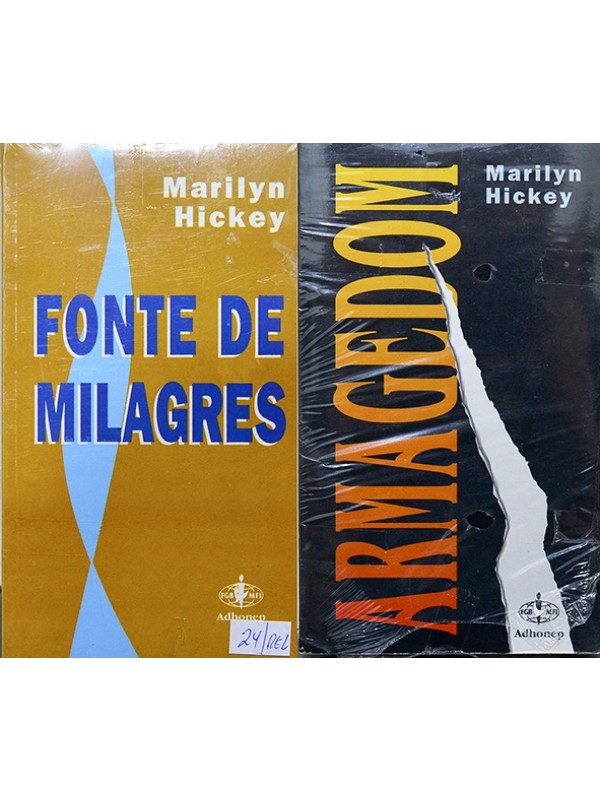 Marilyn
Hickey
FONTE DE
MILAGRES
FGB MFI
Adhonep
24/REL
ARMAGEDOM
Marilyn
Hickey
FGB MFI
Adhonep